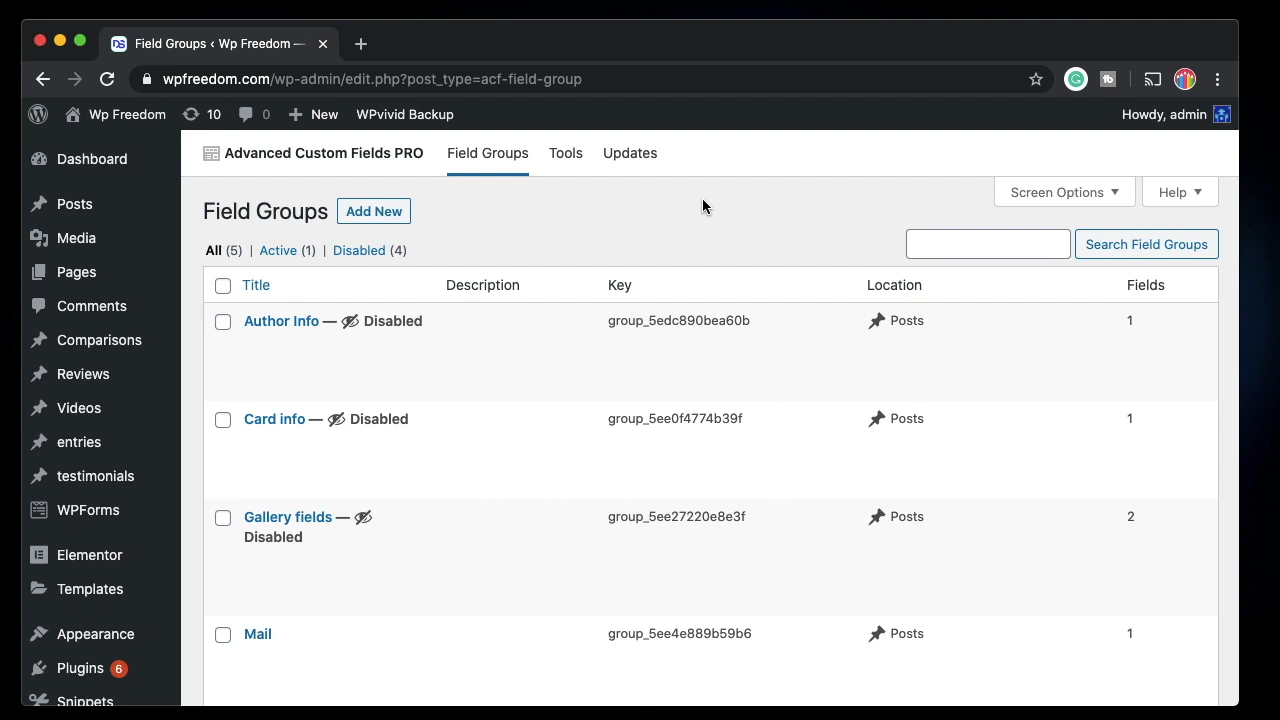 Field Groups ‹ Wp Freedom —
wpfreedom.com/wp-admin/edit.php?post_type=acf-field-group
Wp Freedom 10 0 New WPvivid Backup Howdy, admin
Dashboard
Posts
Media
Pages
Comments
Comparisons
Reviews
Videos
entries
testimonials
WPForms
Elementor
Templates
Appearance
Plugins 6
Snippets
Advanced Custom Fields PRO Field Groups Tools Updates
Screen Options Help
Field Groups Add New
All (5) | Active (1) | Disabled (4)
Search Field Groups
Title Description Key Location Fields
Author Info — Disabled group_5edc890bea60b Posts 1
Card info — Disabled group_5ee0f4774b39f Posts 1
Gallery fields — group_5ee27220e8e3f Posts 2
Disabled
Mail group_5ee4e889b59b6 Posts 1